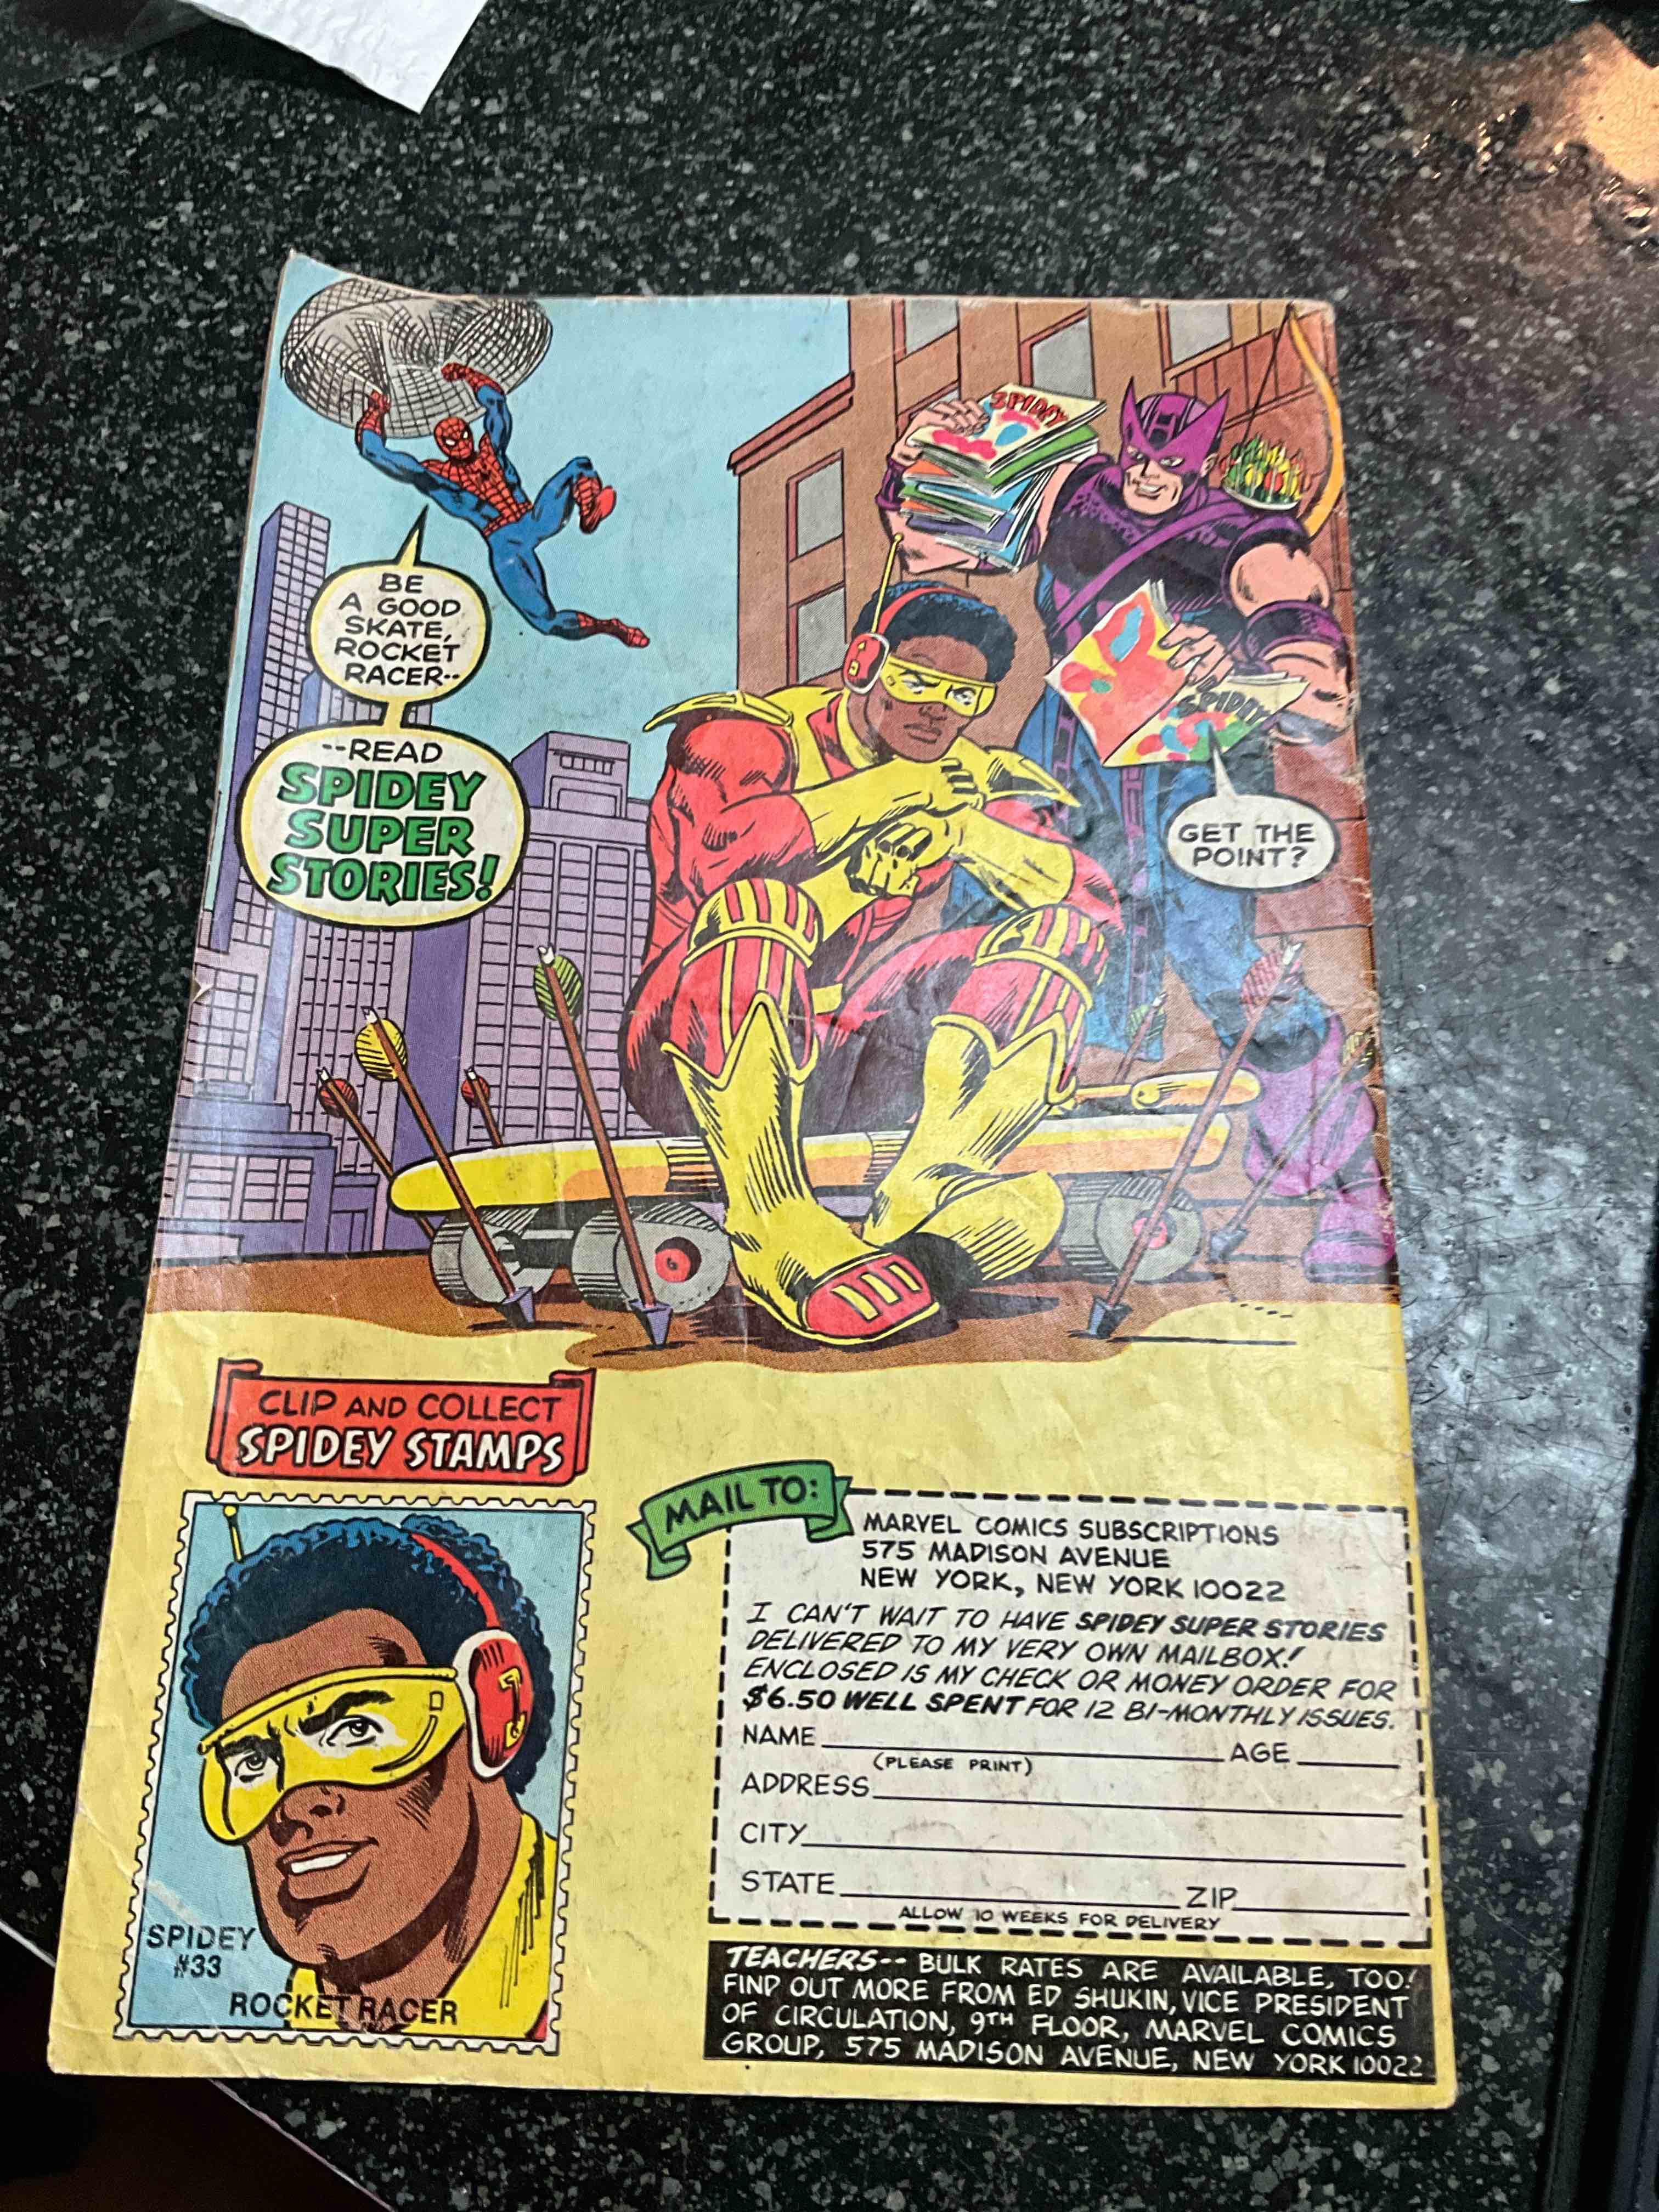 SPIDEY
BE
A GOOD
SKATE,
ROCKET
RACER--
--READ
SPIDEY
SUPER
STORIES!
SPIDEY
GET THE
POINT?
CLIP AND COLLECT
SPIDEY STAMPS
SPIDEY
#33
ROCKET RACER
MAIL TO:
MARVEL COMICS SUBSCRIPTIONS
575 MADISON AVENUE
NEW YORK, NEW YORK 10022
I CAN'T WAIT TO HAVE SPIDEY SUPER STORIES
DELIVERED TO MY VERY OWN MAILBOX!
ENCLOSED IS MY CHECK OR MONEY ORDER FOR
$6.50 WELL SPENT FOR 12 BI-MONTHLY ISSUES.
NAME AGE
(PLEASE PRINT)
ADDRESS
CITY
STATE ZIP
ALLOW 10 WEEKS FOR DELIVERY
TEACHERS-- BULK RATES ARE AVAILABLE, TOO!
FIND OUT MORE FROM ED SHUKIN, VICE PRESIDENT
OF CIRCULATION, 9TH FLOOR, MARVEL COMICS
GROUP, 575 MADISON AVENUE, NEW YORK 10022